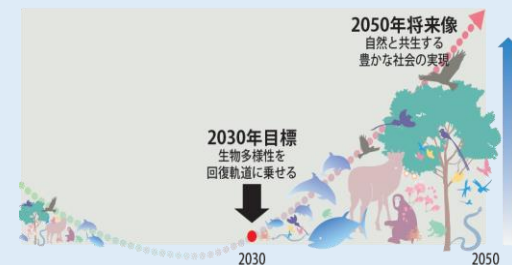 2050年将来像
自然と共生する
豊かな社会の実現
2030年目標
生物多様性を
回復軌道に乗せる
2030
2050